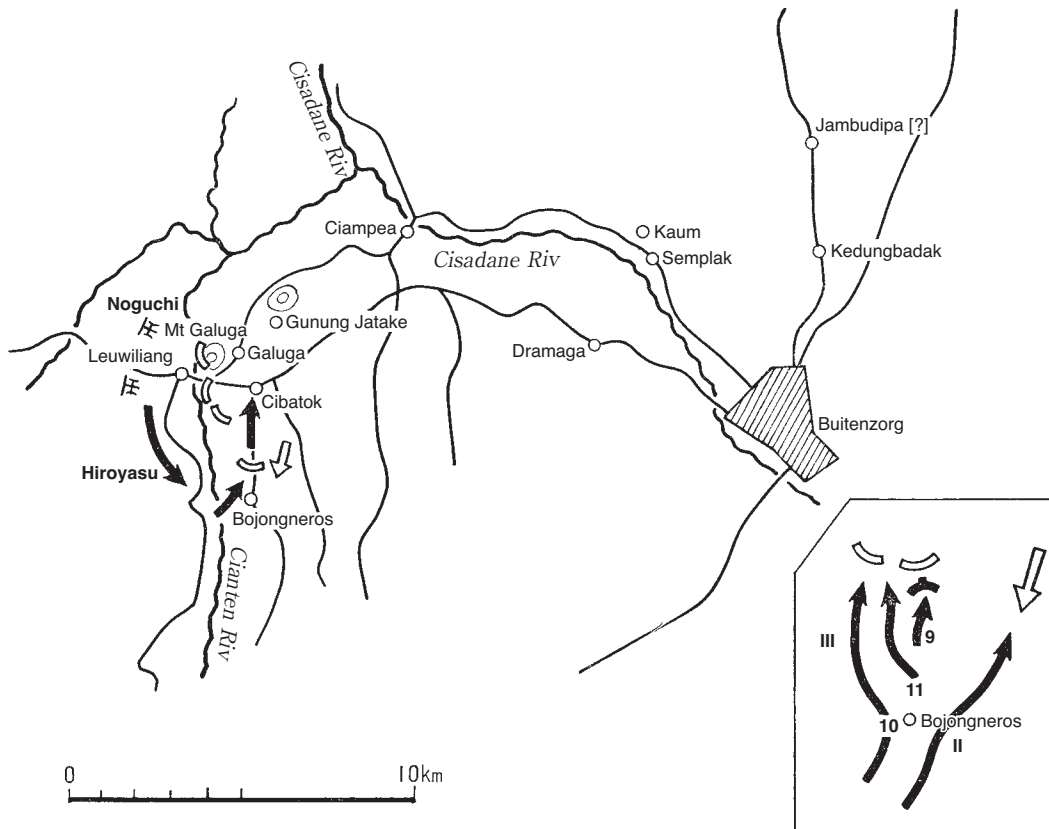 Cisadane Riv
Jambudipa [?]
Ciampea
Kaum
Cisadane Riv
Semplak
Kedungbadak
Noguchi
Mt Galuga
Gunung Jatake
Leuwiliang
Galuga
Dramaga
Cibatok
Buitenzorg
Hiroyasu
Bojongneros
Cianten Riv
III
9
11
10
Bojongneros
II
0
10km